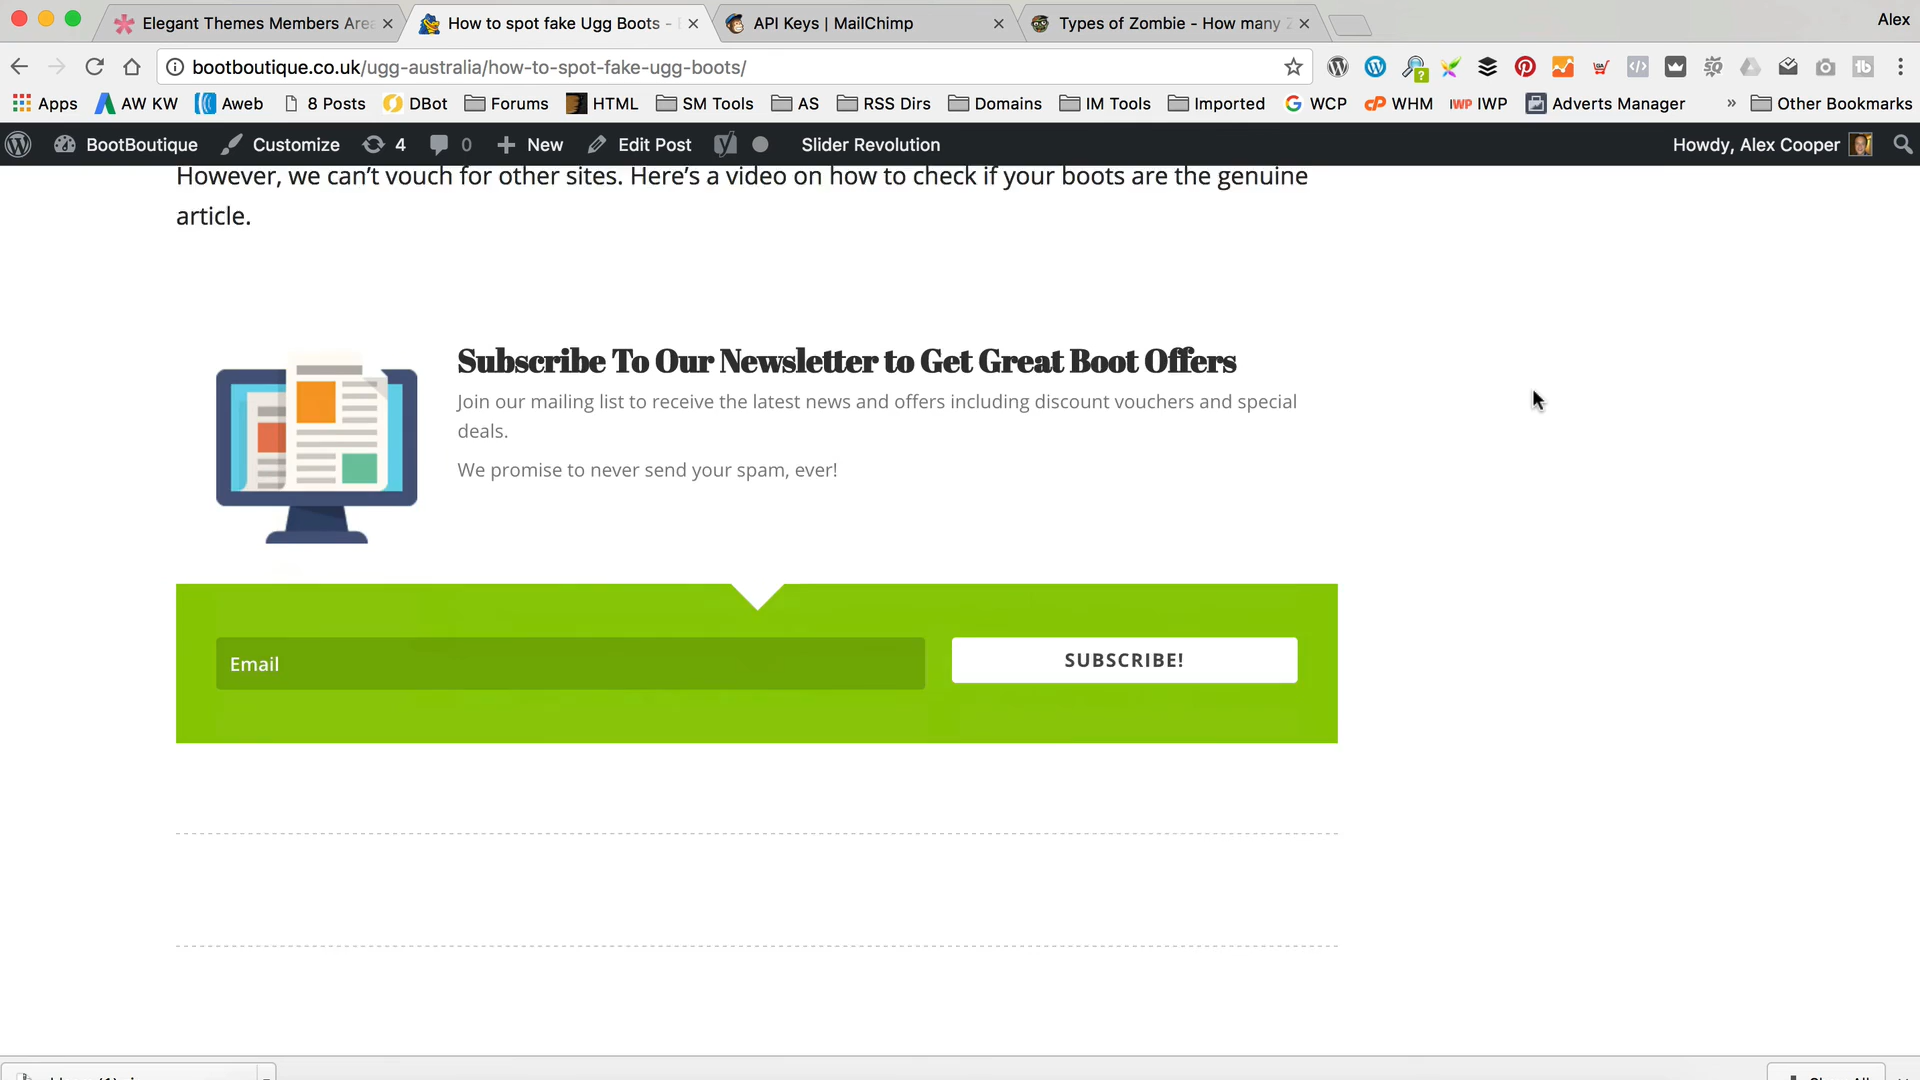 Elegant Themes Members Area
How to spot fake Ugg Boots -
API Keys | MailChimp
Types of Zombie - How many
Alex
bootboutique.co.uk/ugg-australia/how-to-spot-fake-ugg-boots/
Apps AW KW Aweb 8 Posts DBot Forums HTML SM Tools AS RSS Dirs Domains IM Tools Imported WCP WHM IWP IWP Adverts Manager » Other Bookmarks
BootBoutique Customize 4 0 New Edit Post Slider Revolution Howdy, Alex Cooper
However, we can't vouch for other sites. Here's a video on how to check if your boots are the genuine
article.
Subscribe To Our Newsletter to Get Great Boot Offers
Join our mailing list to receive the latest news and offers including discount vouchers and special
deals.
We promise to never send your spam, ever!
Email
SUBSCRIBE!